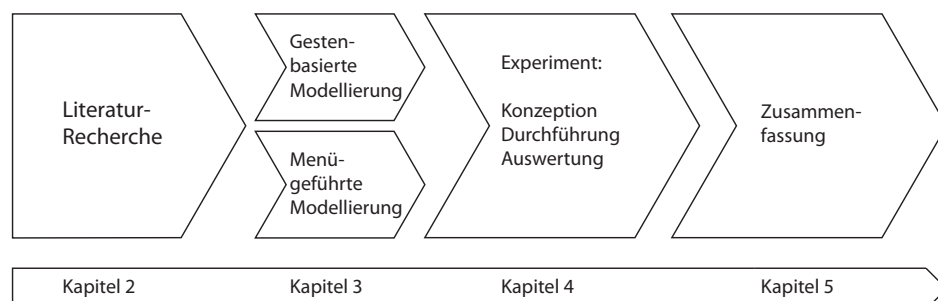 Literatur-
Recherche
Gesten-
basierte
Modellierung
Menü-
geführte
Modellierung
Experiment:
Konzeption
Durchführung
Auswertung
Zusammen-
fassung
Kapitel 2
Kapitel 3
Kapitel 4
Kapitel 5